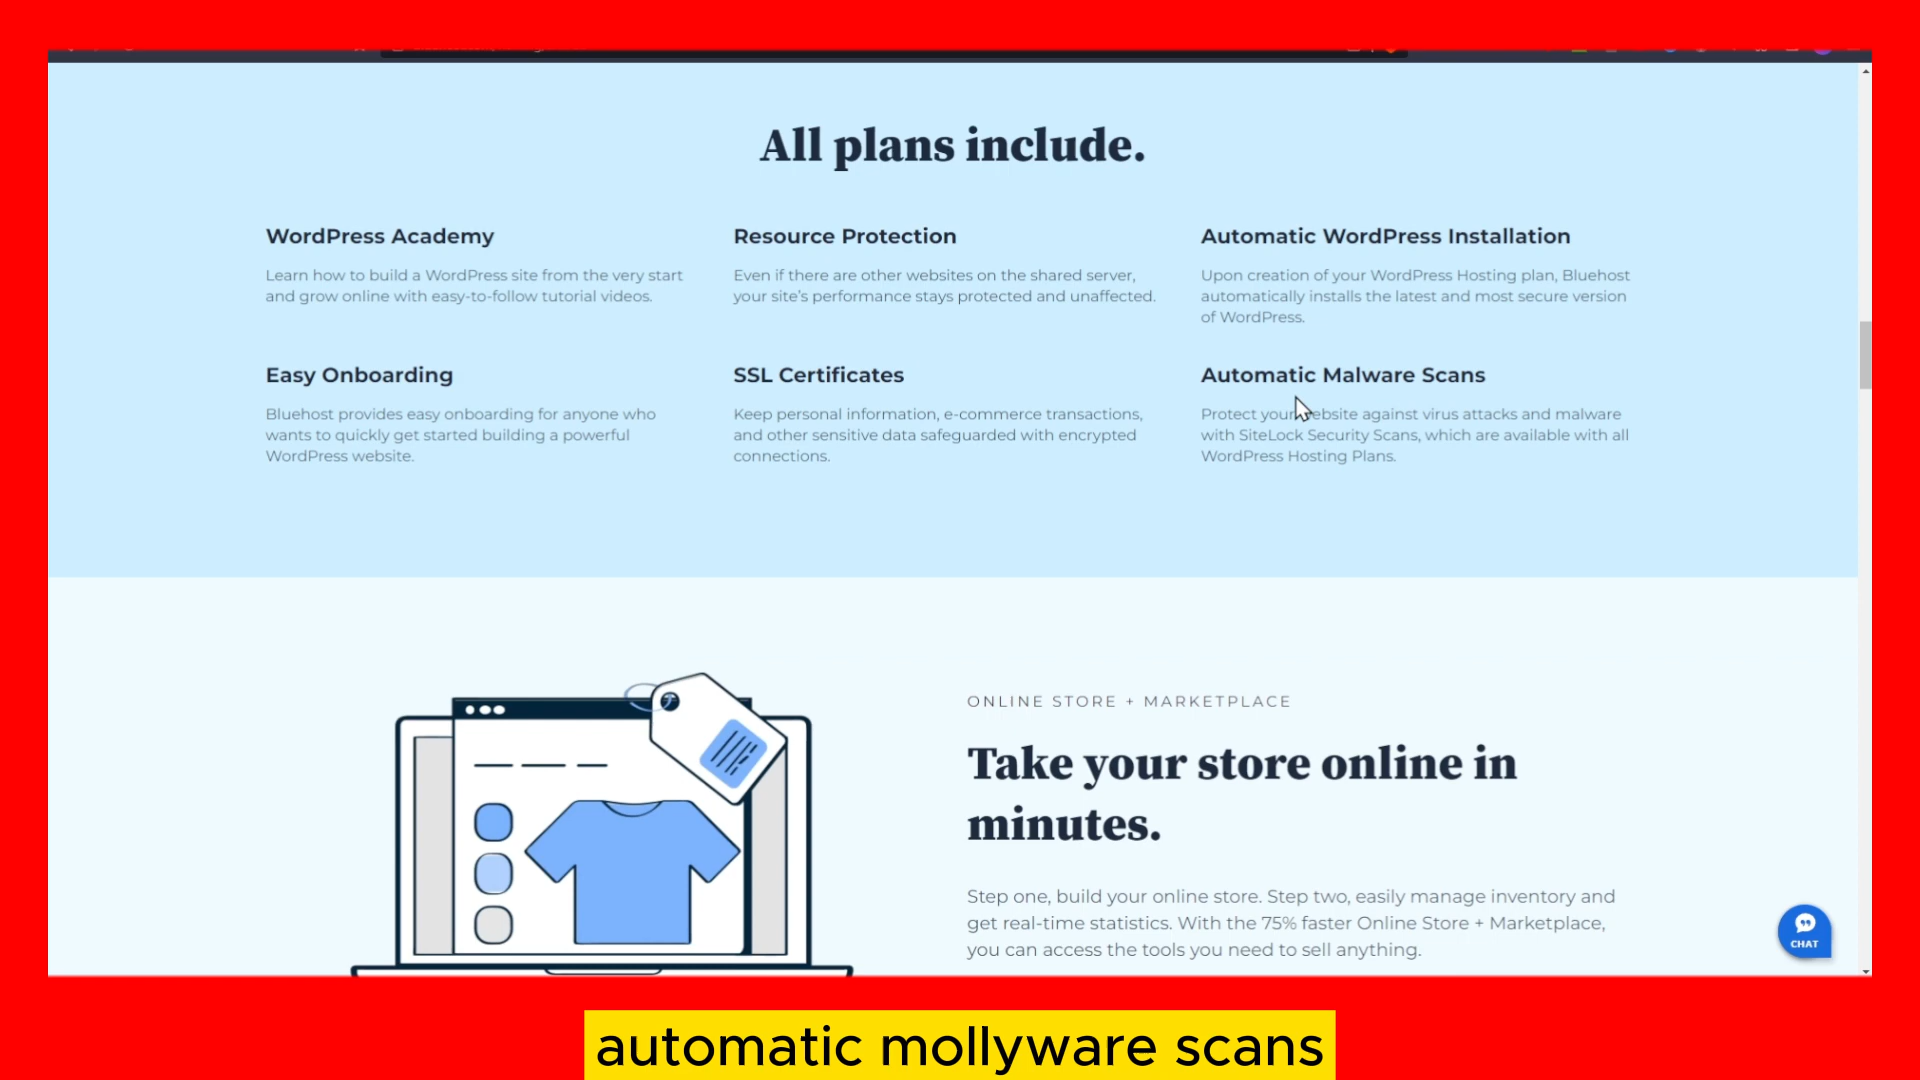 All plans include.
WordPress Academy
Learn how to build a WordPress site from the very start
and grow online with easy-to-follow tutorial videos.
Resource Protection
Even if there are other websites on the shared server,
your site's performance stays protected and unaffected.
Automatic WordPress Installation
Upon creation of your WordPress Hosting plan, Bluehost
automatically installs the latest and most secure version
of WordPress.
Easy Onboarding
Bluehost provides easy onboarding for anyone who
wants to quickly get started building a powerful
WordPress website.
SSL Certificates
Keep personal information, e-commerce transactions,
and other sensitive data safeguarded with encrypted
connections.
Automatic Malware Scans
Protect your website against virus attacks and malware
with SiteLock Security Scans, which are available with all
WordPress Hosting Plans.
ONLINE STORE + MARKETPLACE
Take your store online in
minutes.
Step one, build your online store. Step two, easily manage inventory and
get real-time statistics. With the 75% faster Online Store + Marketplace,
you can access the tools you need to sell anything.
CHAT
automatic mollyware scans